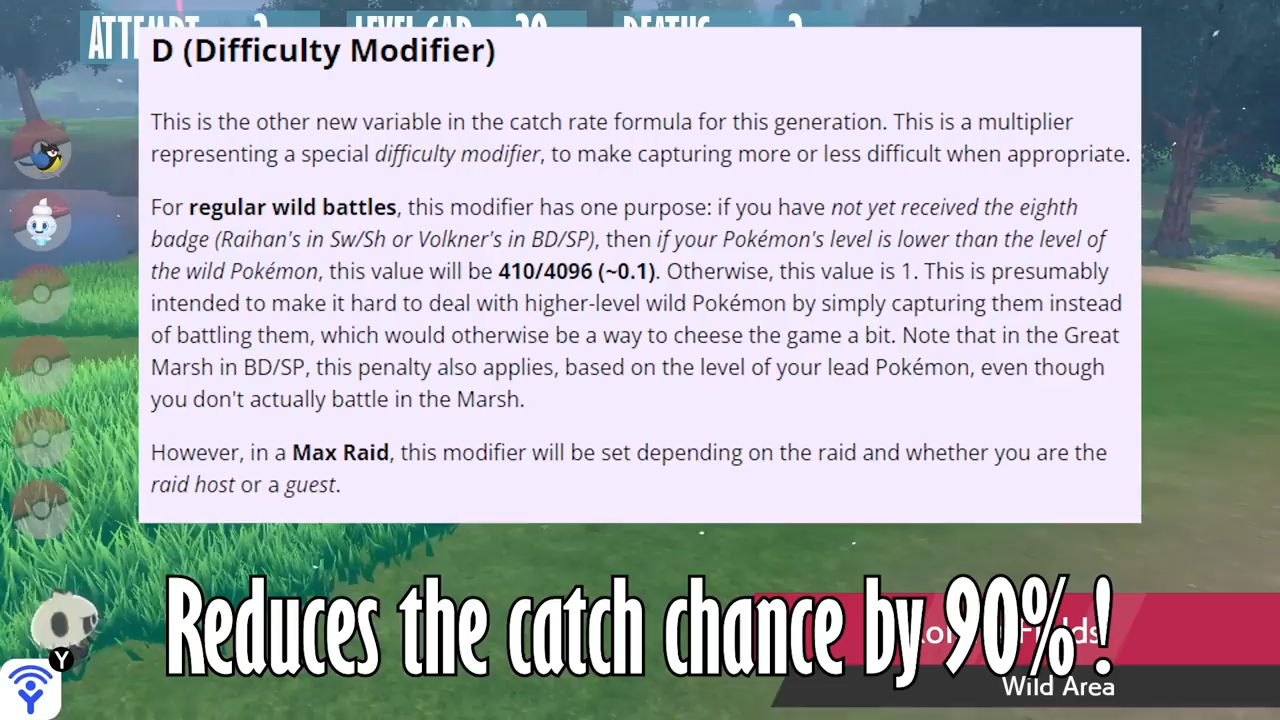 D (Difficulty Modifier)
This is the other new variable in the catch rate formula for this generation. This is a multiplier
representing a special difficulty modifier, to make capturing more or less difficult when appropriate.
For regular wild battles, this modifier has one purpose: if you have not yet received the eighth
badge (Raihan's in Sw/Sh or Volkner's in BD/SP), then if your Pokémon's level is lower than the level of
the wild Pokémon, this value will be 410/4096 (~0.1). Otherwise, this value is 1. This is presumably
intended to make it hard to deal with higher-level wild Pokémon by simply capturing them instead
of battling them, which would otherwise be a way to cheese the game a bit. Note that in the Great
Marsh in BD/SP, this penalty also applies, based on the level of your lead Pokémon, even though
you don't actually battle in the Marsh.
However, in a Max Raid, this modifier will be set depending on the raid and whether you are the
raid host or a guest.
Reduces the catch chance by 90%!
Y
Wild Area